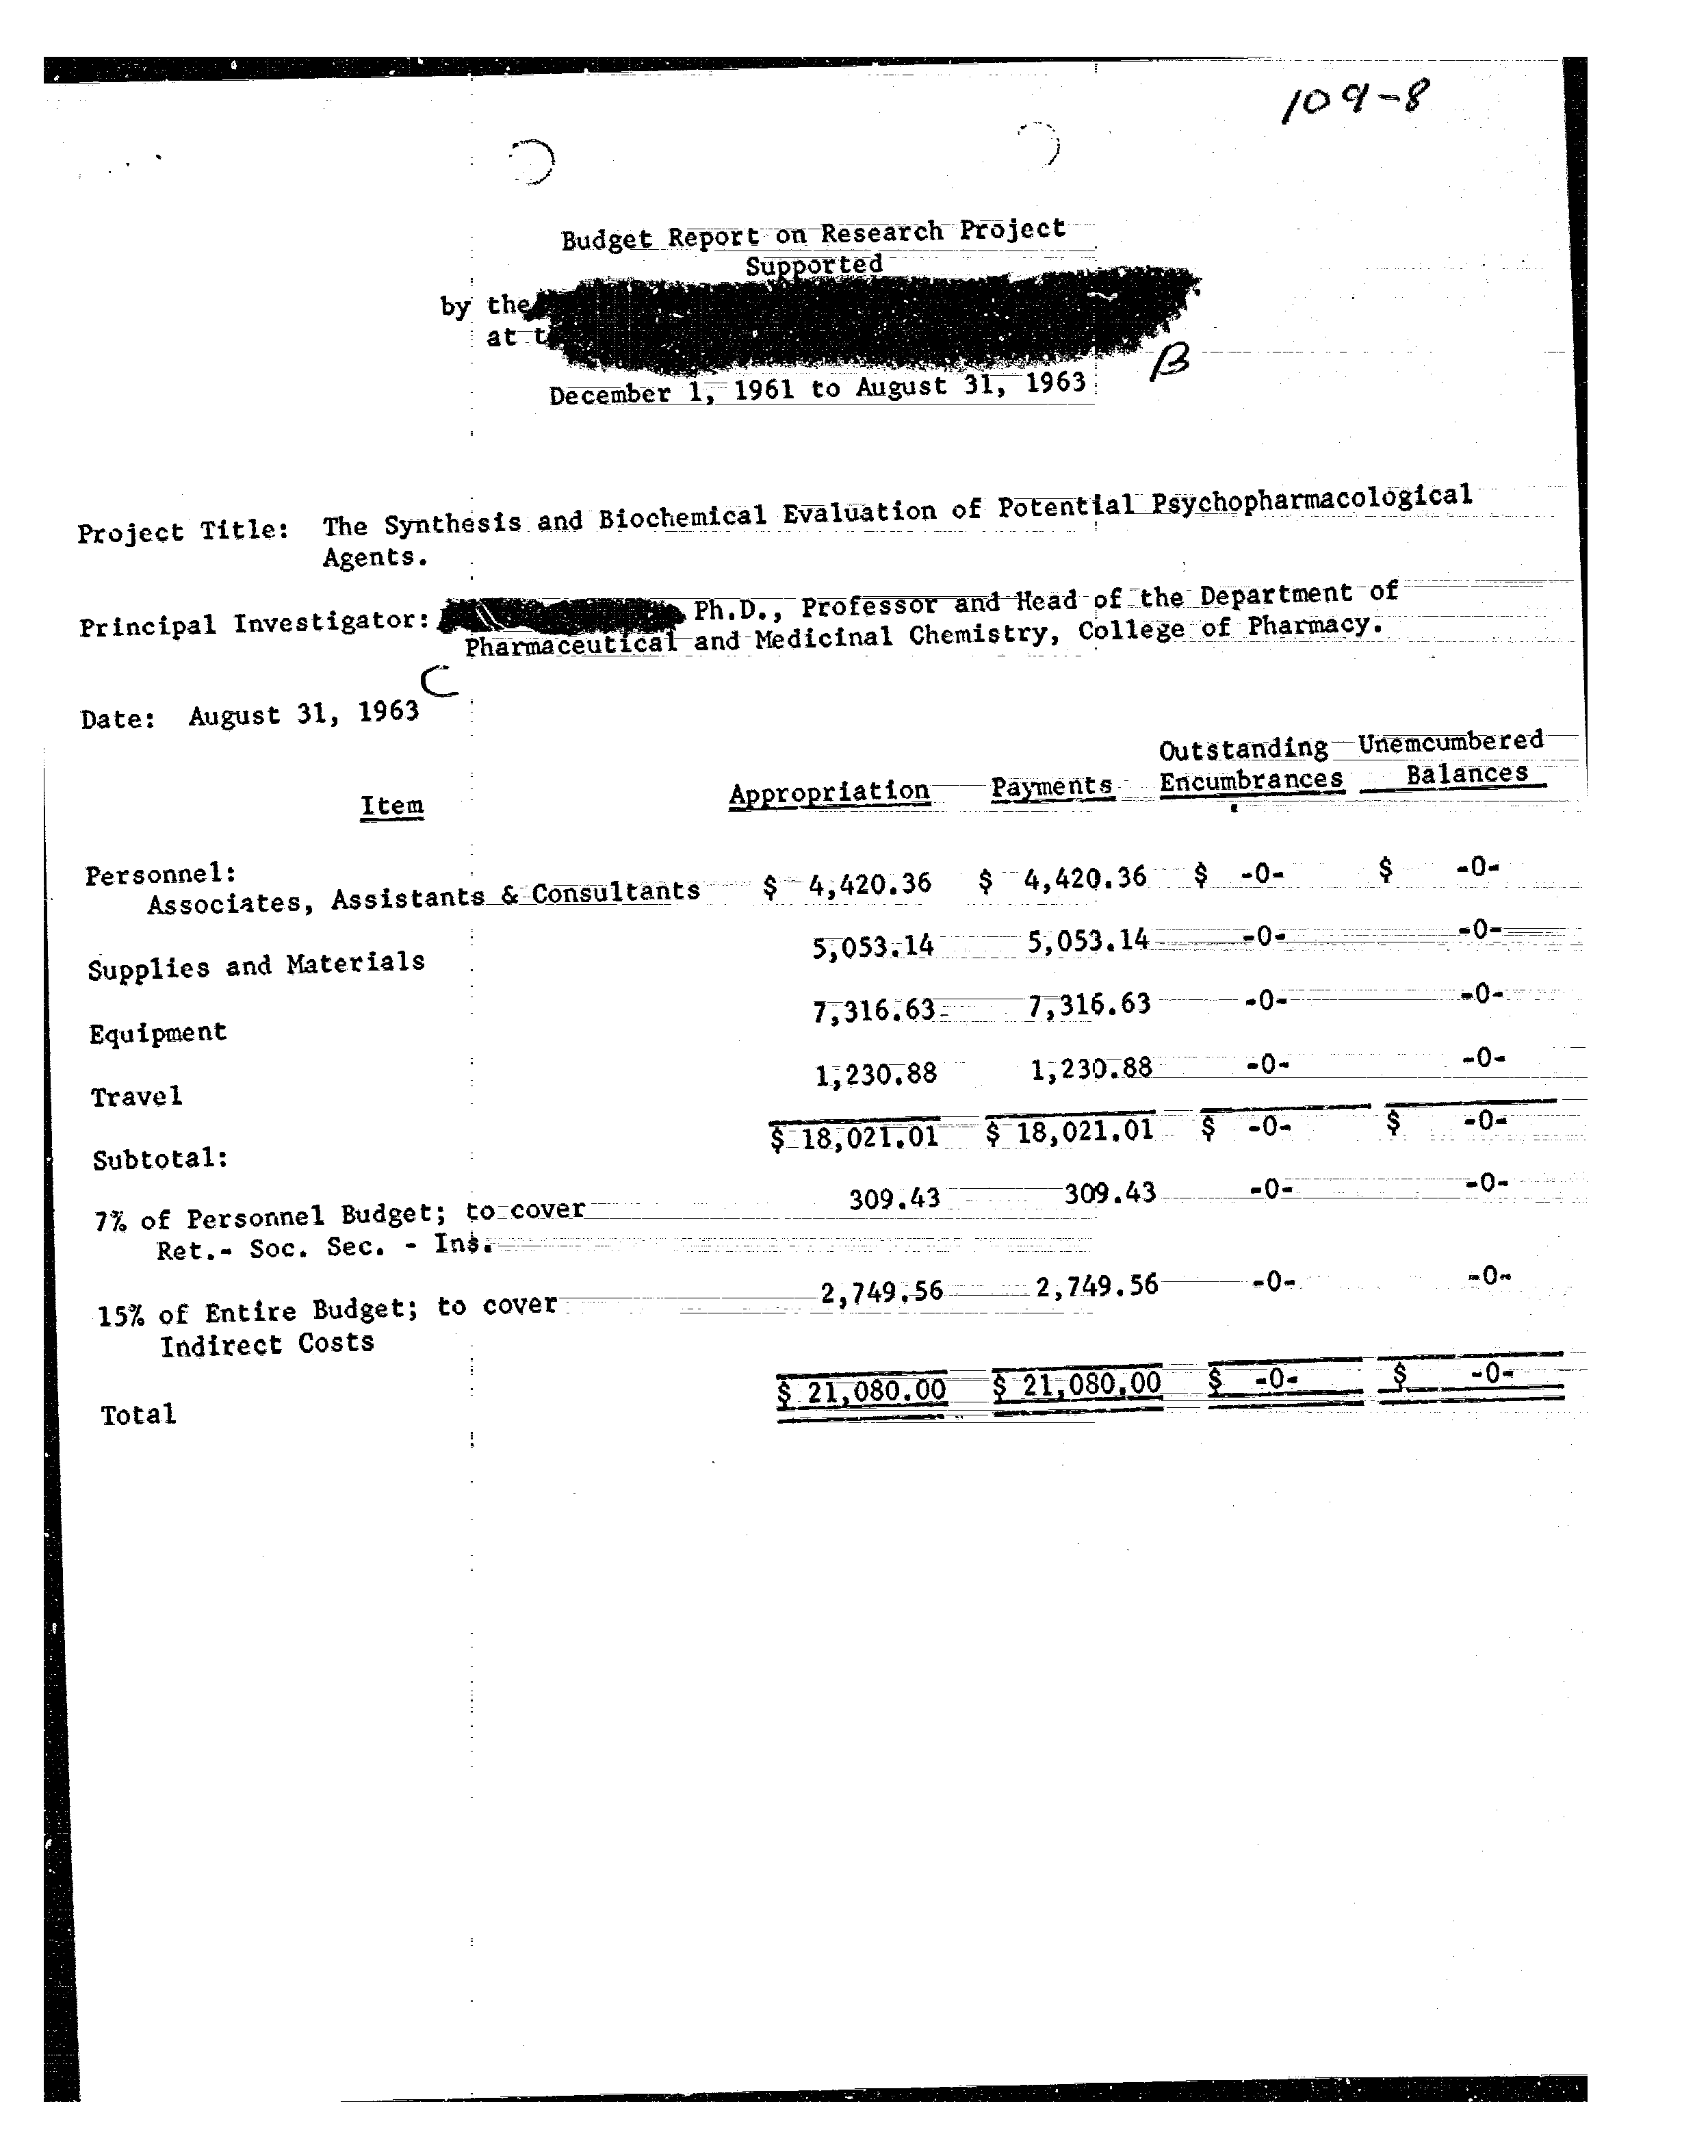 109-8
Budget Report on Research Project
Supported
by the
at t
B
December 1, 1961 to August 31, 1963
Project Title: The Synthesis and Biochemical Evaluation of Potential Psychopharmacological
Agents.
Principal Investigator: Ph.D., Professor and Head of the Department of
Pharmaceutical and Medicinal Chemistry, College of Pharmacy.
C
Date: August 31, 1963
Outstanding Unemcumbered
Item Appropriation Payments Encumbrances Balances
Personnel:
Associates, Assistants & Consultants $ 4,420.36 $ 4,420.36 $ -0- $ -0-
Supplies and Materials 5,053.14 5,053.14 -0- -0-
Equipment 7,316.63 7,316.63 -0- -0-
Travel 1,230.88 1,230.88 -0- -0-
Subtotal: $ 18,021.01 $ 18,021.01 $ -0- $ -0-
7% of Personnel Budget; to cover 309.43 309.43 -0- -0-
Ret.- Soc. Sec. - Ins.
15% of Entire Budget; to cover 2,749.56 2,749.56 -0- -0-
Indirect Costs
Total $ 21,080.00 $ 21,080.00 $ -0- $ -0-